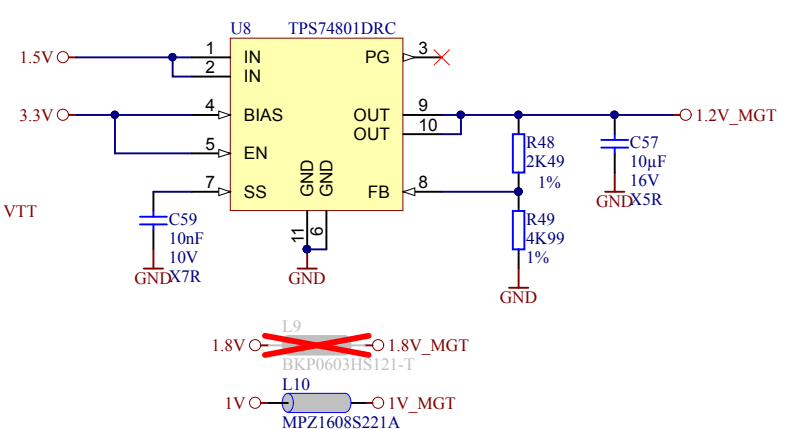 U8 TPS74801DRC
1.5V 1 IN PG 3
2 IN
3.3V 4 BIAS OUT 9 1.2V_MGT
OUT 10
5 EN
R48
2K49
1%
C57
10µF
16V
X5R
GND
7 SS GND GND FB 8
VTT
C59
10nF
10V
X7R
GND
11 6
GND
R49
4K99
1%
GND
L9
1.8V 1.8V_MGT
BKP0603HS121-T
L10
1V 1V_MGT
MPZ1608S221A